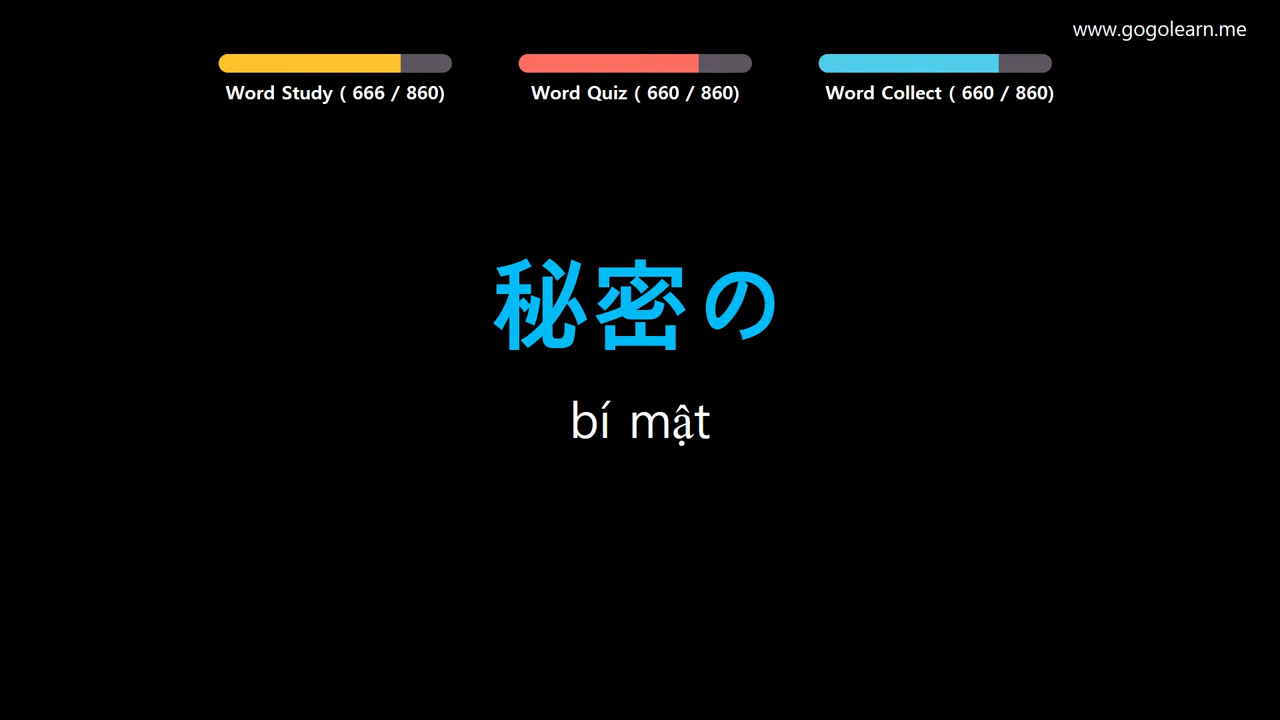 www.gogolearn.me
Word Study ( 666 / 860)
Word Quiz ( 660 / 860)
Word Collect ( 660 / 860)
秘密の
bí mật